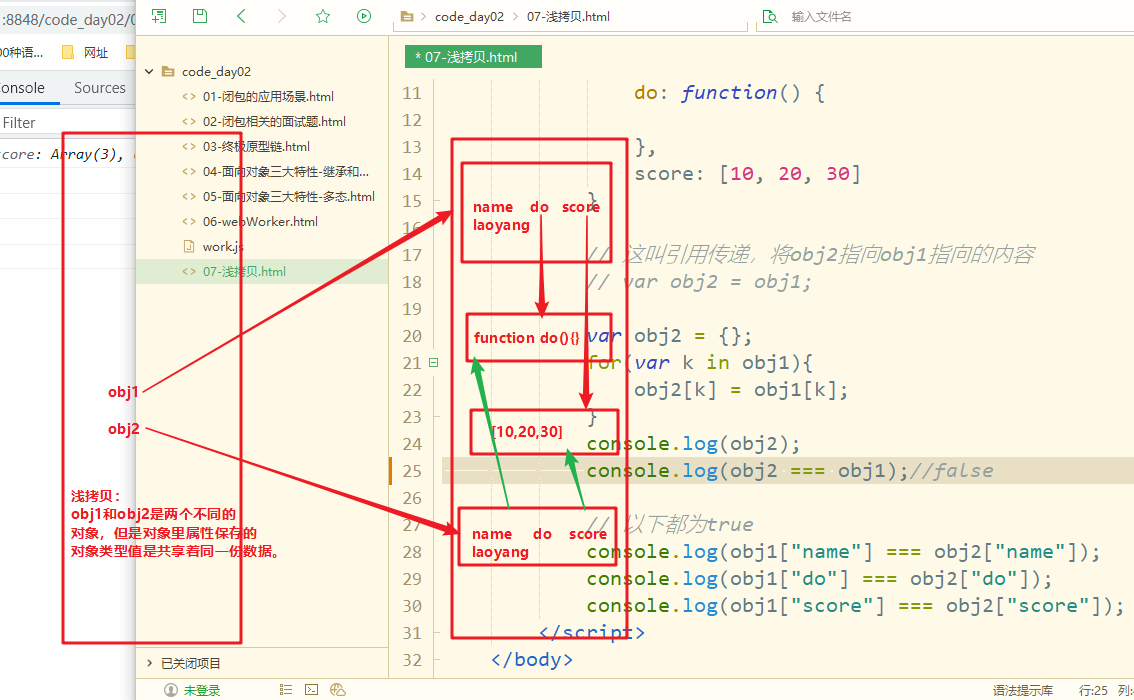 :8848/code_day02/0
code_day02
07-浅拷贝.html
输入文件名
00种语...
网址
* 07-浅拷贝.html
onsole
Sources
Filter
core: Array(3),
code_day02
01-闭包的应用场景.html
02-闭包相关的面试题.html
03-终极原型链.html
04-面向对象三大特性-继承和...
05-面向对象三大特性-多态.html
06-webWorker.html
work.js
07-浅拷贝.html
obj1
obj2
浅拷贝：
obj1和obj2是两个不同的
对象，但是对象里属性保存的
对象类型值是共享着同一份数据。
已关闭项目
未登录
11 do: function() {
12
13 },
14 score: [10, 20, 30]
15 }
16
17 // 这叫引用传递，将obj2指向obj1指向的内容
18 // var obj2 = obj1;
19
20 var obj2 = {};
21 for(var k in obj1){
22 obj2[k] = obj1[k];
23 }
24 console.log(obj2);
25 console.log(obj2 === obj1);//false
26
27 // 以下都为true
28 console.log(obj1["name"] === obj2["name"]);
29 console.log(obj1["do"] === obj2["do"]);
30 console.log(obj1["score"] === obj2["score"]);
31 </script>
32 </body>
name do score
laoyang
function do(){}
[10,20,30]
name do score
laoyang
语法提示库
行:25 列: